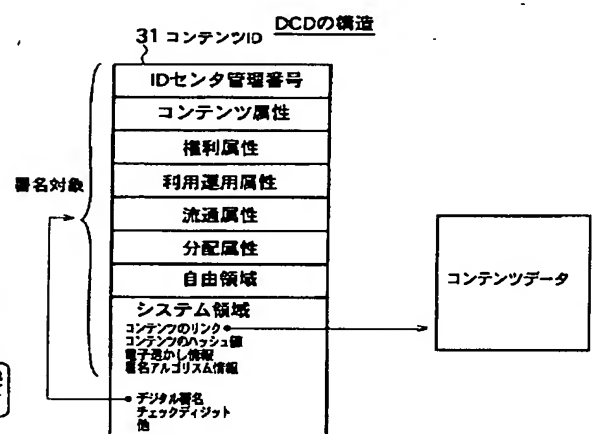 DCDの構造
31 コンテンツID
IDセンタ管理番号
コンテンツ属性
権利属性
署名対象
利用運用属性
流通属性
分配属性
自由領域
コンテンツデータ
システム領域
コンテンツのリンク
コンテンツのハッシュ値
電子透かし情報
署名アルゴリズム情報
デジタル署名
チェックディジット
他